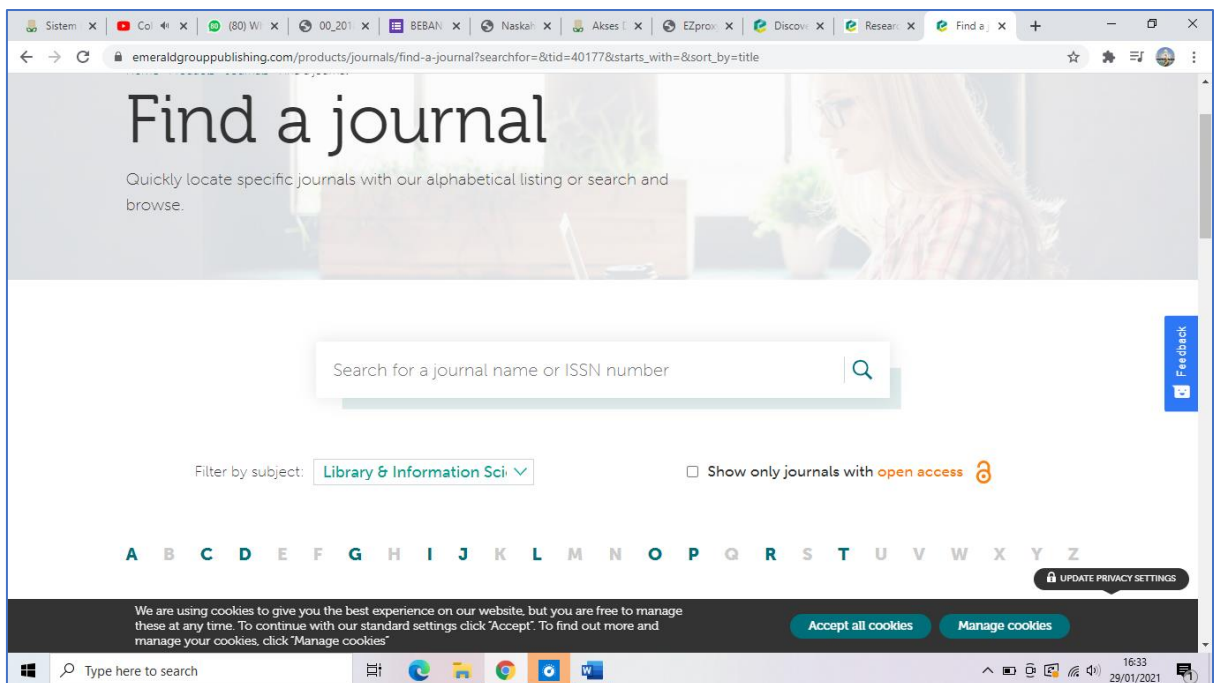 Sistem
Col
(80) W
00_201
BEBAN
Naskah
Akses
EZprox
Discov
Researc
Find a j
emeraldgrouppublishing.com/products/journals/find-a-journal?searchfor=&tid=40177&starts_with=&sort_by=title
Find a journal
Quickly locate specific journals with our alphabetical listing or search and
browse.
Feedback
Search for a journal name or ISSN number
Filter by subject: Library & Information Sci
Show only journals with open access
A B C D E F G H I J K L M N O P Q R S T U V W X Y Z
UPDATE PRIVACY SETTINGS
We are using cookies to give you the best experience on our website, but you are free to manage
these at any time. To continue with our standard settings click "Accept". To find out more and
manage your cookies, click "Manage cookies"
Accept all cookies
Manage cookies
Type here to search
16:33
29/01/2021